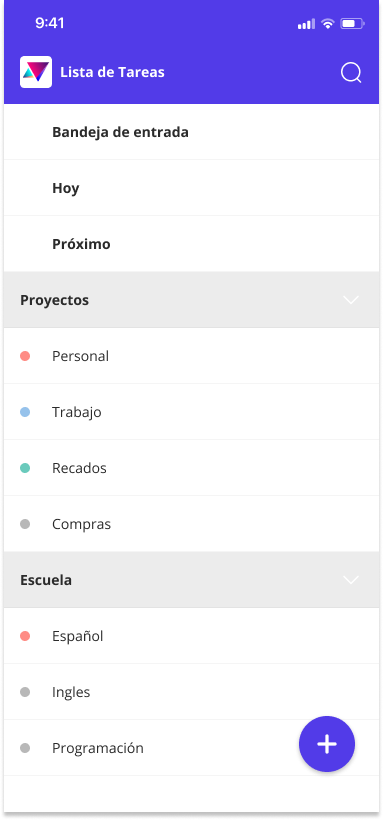 9:41
Lista de Tareas
Bandeja de entrada
Hoy
Próximo
Proyectos
Personal
Trabajo
Recados
Compras
Escuela
Español
Ingles
Programación